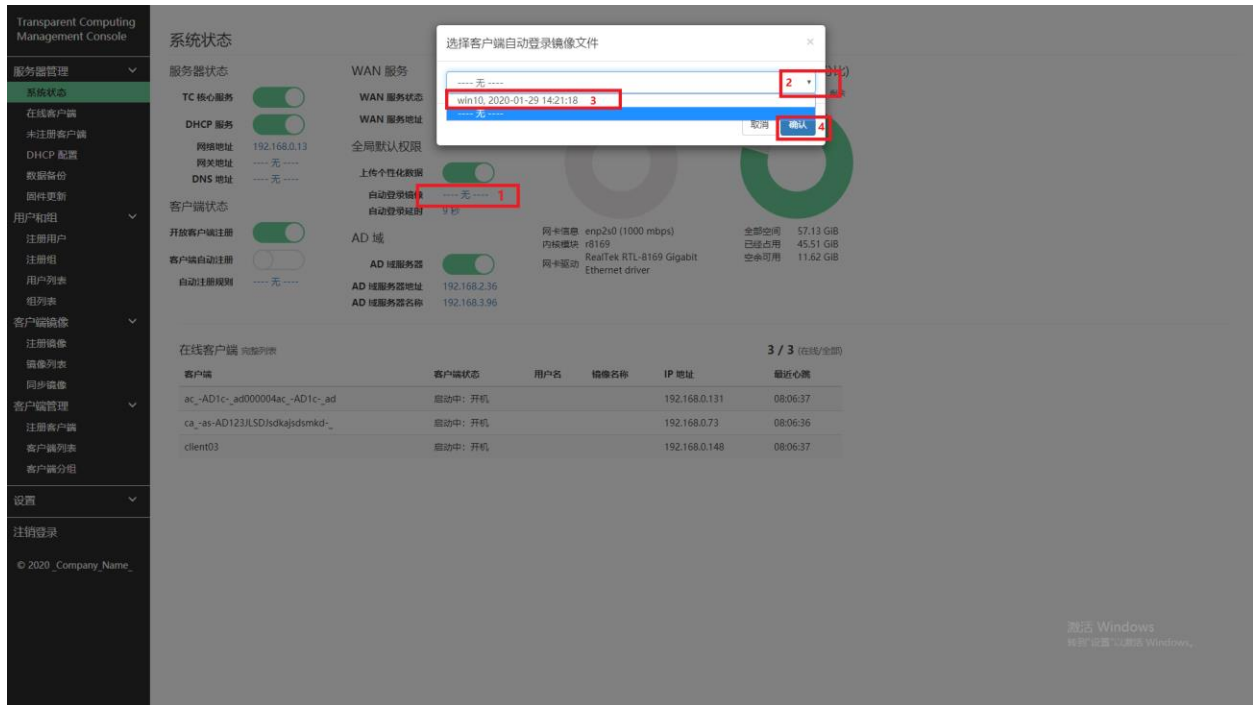 Transparent Computing
Management Console
服务器管理
系统状态
在线客户端
未注册客户端
DHCP 配置
数据备份
固件更新
用户和组
注册用户
注册组
用户列表
组列表
客户端镜像
注册镜像
镜像列表
同步镜像
客户端管理
注册客户端
客户端列表
客户端分组
设置
注销登录
© 2020 _Company_Name_
系统状态
服务器状态
TC 核心服务
DHCP 服务
网络地址 192.168.0.13
网关地址 ---- 无 ----
DNS 地址 ---- 无 ----
客户端状态
开放客户端注册
客户端自动注册
自动注册规则 ---- 无 ----
WAN 服务
WAN 服务状态
WAN 服务地址
全局默认权限
上传个性化数据
自动登录镜像 ---- 无 ---- 1
自动登录延时 9 秒
AD 域
AD 域服务器
AD 域服务器地址 192.168.2.36
AD 域服务器名称 192.168.3.96
选择客户端自动登录镜像文件 ×
---- 无 ---- 2
win10, 2020-01-29 14:21:18 3
---- 无 ----
取消 确认 4
网卡信息 enp2s0 (1000 mbps)
内核模块 r8169
网卡驱动 RealTek RTL-8169 Gigabit
Ethernet driver
全部空间 57.13 GiB
已经占用 45.51 GiB
空余可用 11.62 GiB
在线客户端 完整列表 3 / 3 (在线/全部)
客户端 客户端状态 用户名 镜像名称 IP 地址 最近心跳
ac_-AD1c-_ad000004ac_-AD1c-_ad 启动中：开机 192.168.0.131 08:06:37
ca_-as-AD123JLSDJsdkajsdsmkd-_ 启动中：开机 192.168.0.73 08:06:36
client03 启动中：开机 192.168.0.148 08:06:37
激活 Windows
转到"设置"以激活 Windows。